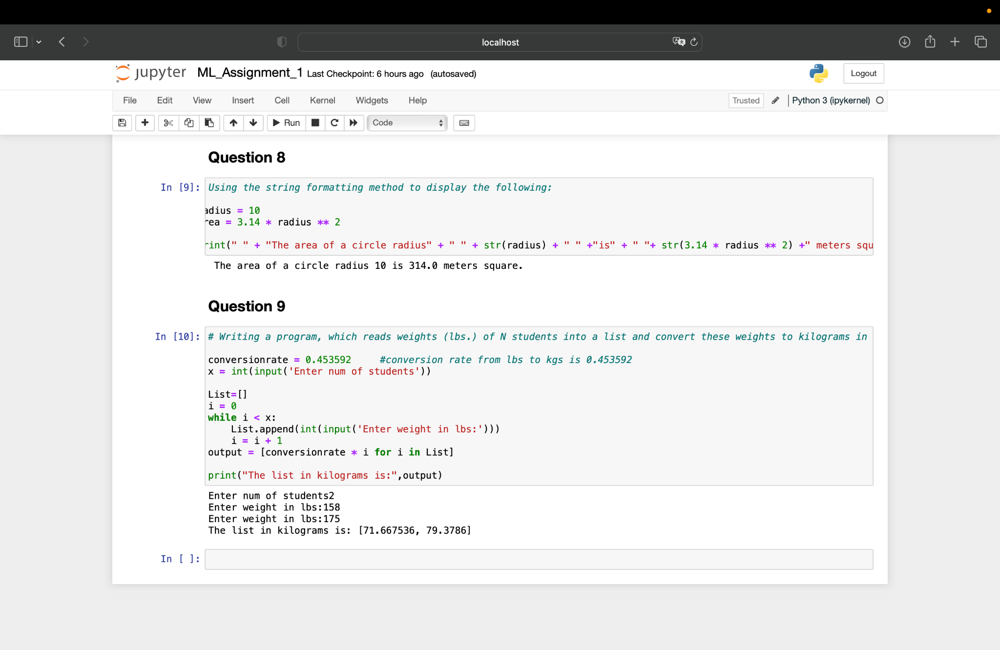 localhost
jupyter ML_Assignment_1 Last Checkpoint: 6 hours ago (autosaved)
Logout
File Edit View Insert Cell Kernel Widgets Help
Trusted Python 3 (ipykernel)
Run Code
Question 8
In [9]: Using the string formatting method to display the following:
adius = 10
rea = 3.14 * radius ** 2
rint(" " + "The area of a circle radius" + " " + str(radius) + " " +"is" + " "+ str(3.14 * radius ** 2) +" meters squ
The area of a circle radius 10 is 314.0 meters square.
Question 9
In [10]: # Writing a program, which reads weights (lbs.) of N students into a list and convert these weights to kilograms in
conversionrate = 0.453592 #conversion rate from lbs to kgs is 0.453592
x = int(input('Enter num of students'))
List=[]
i = 0
while i < x:
List.append(int(input('Enter weight in lbs:')))
i = i + 1
output = [conversionrate * i for i in List]
print("The list in kilograms is:",output)
Enter num of students2
Enter weight in lbs:158
Enter weight in lbs:175
The list in kilograms is: [71.667536, 79.3786]
In [ ]: